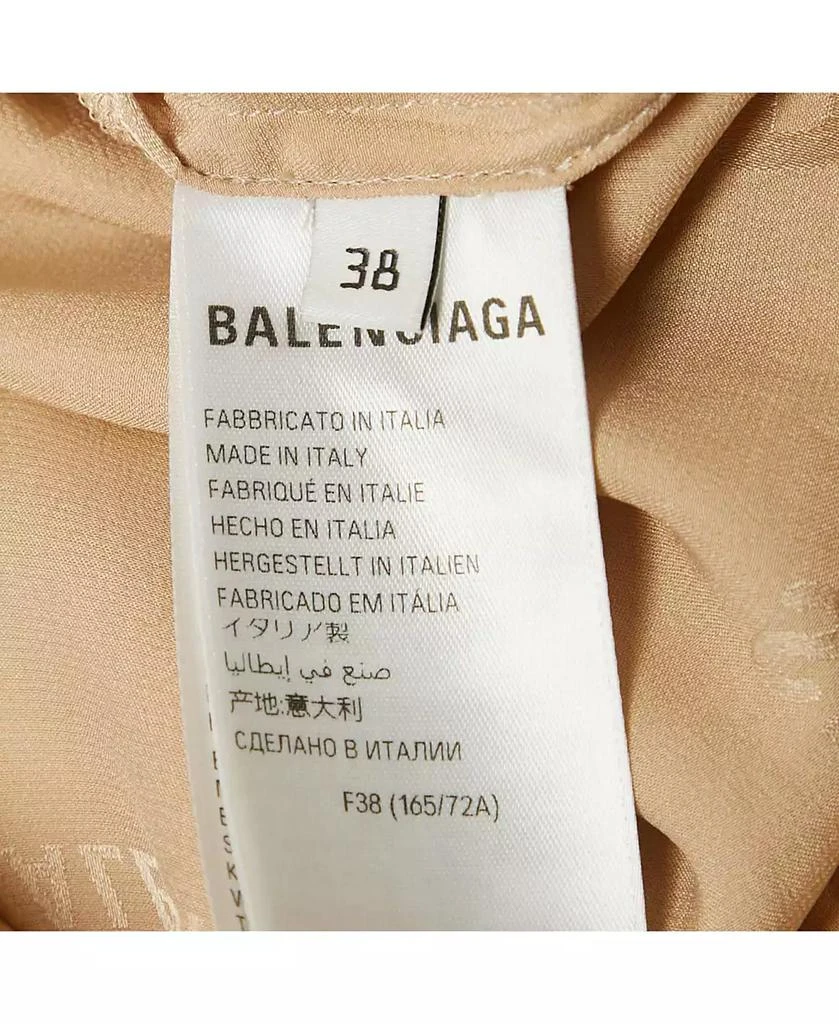 38
BALENCIAGA
FABBRICATO IN ITALIA
MADE IN ITALY
FABRIQUÉ EN ITALIE
HECHO EN ITALIA
HERGESTELLT IN ITALIEN
FABRICADO EM ITÁLIA
イタリア製
صنع في إيطاليا
产地:意大利
СДЕЛАНО В ИТАЛИИ
F38 (165/72A)